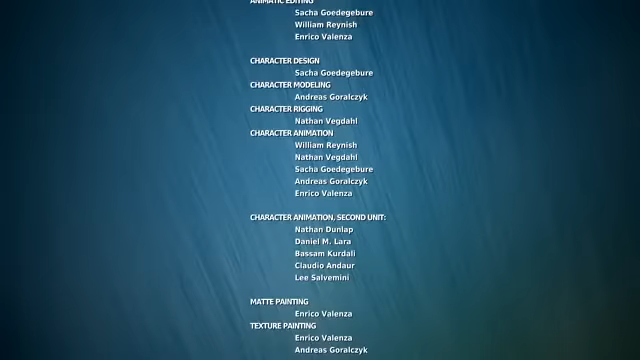 ANIMATIC EDITING
Sacha Goedegebure
William Reynish
Enrico Valenza
CHARACTER DESIGN
Sacha Goedegebure
CHARACTER MODELING
Andreas Goralczyk
CHARACTER RIGGING
Nathan Vegdahl
CHARACTER ANIMATION
William Reynish
Nathan Vegdahl
Sacha Goedegebure
Andreas Goralczyk
Enrico Valenza
CHARACTER ANIMATION, SECOND UNIT:
Nathan Dunlap
Daniel M. Lara
Bassam Kurdali
Claudio Andaur
Lee Salvemini
MATTE PAINTING
Enrico Valenza
TEXTURE PAINTING
Enrico Valenza
Andreas Goralczyk